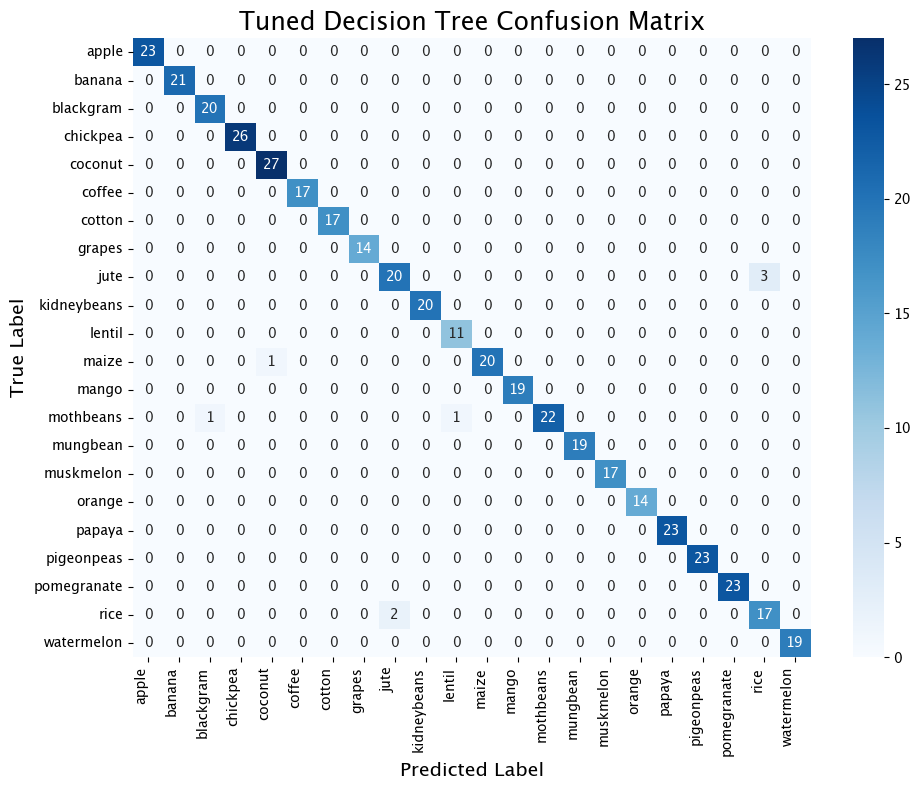 Tuned Decision Tree Confusion Matrix
apple 23 0 0 0 0 0 0 0 0 0 0 0 0 0 0 0 0 0 0 0 0 0
banana 0 21 0 0 0 0 0 0 0 0 0 0 0 0 0 0 0 0 0 0 0 0
blackgram 0 0 20 0 0 0 0 0 0 0 0 0 0 0 0 0 0 0 0 0 0 0
chickpea 0 0 0 26 0 0 0 0 0 0 0 0 0 0 0 0 0 0 0 0 0 0
coconut 0 0 0 0 27 0 0 0 0 0 0 0 0 0 0 0 0 0 0 0 0 0
coffee 0 0 0 0 0 17 0 0 0 0 0 0 0 0 0 0 0 0 0 0 0 0
cotton 0 0 0 0 0 0 17 0 0 0 0 0 0 0 0 0 0 0 0 0 0 0
grapes 0 0 0 0 0 0 0 14 0 0 0 0 0 0 0 0 0 0 0 0 0 0
jute 0 0 0 0 0 0 0 0 20 0 0 0 0 0 0 0 0 0 0 0 3 0
kidneybeans 0 0 0 0 0 0 0 0 0 20 0 0 0 0 0 0 0 0 0 0 0 0
lentil 0 0 0 0 0 0 0 0 0 0 11 0 0 0 0 0 0 0 0 0 0 0
maize 0 0 0 0 1 0 0 0 0 0 0 20 0 0 0 0 0 0 0 0 0 0
mango 0 0 0 0 0 0 0 0 0 0 0 0 19 0 0 0 0 0 0 0 0 0
mothbeans 0 0 1 0 0 0 0 0 0 0 1 0 0 22 0 0 0 0 0 0 0 0
mungbean 0 0 0 0 0 0 0 0 0 0 0 0 0 0 19 0 0 0 0 0 0 0
muskmelon 0 0 0 0 0 0 0 0 0 0 0 0 0 0 0 17 0 0 0 0 0 0
orange 0 0 0 0 0 0 0 0 0 0 0 0 0 0 0 0 14 0 0 0 0 0
papaya 0 0 0 0 0 0 0 0 0 0 0 0 0 0 0 0 0 23 0 0 0 0
pigeonpeas 0 0 0 0 0 0 0 0 0 0 0 0 0 0 0 0 0 0 23 0 0 0
pomegranate 0 0 0 0 0 0 0 0 0 0 0 0 0 0 0 0 0 0 0 23 0 0
rice 0 0 0 0 0 0 0 0 2 0 0 0 0 0 0 0 0 0 0 0 17 0
watermelon 0 0 0 0 0 0 0 0 0 0 0 0 0 0 0 0 0 0 0 0 0 19
True Label
apple banana blackgram chickpea coconut coffee cotton grapes jute kidneybeans lentil maize mango mothbeans mungbean muskmelon orange papaya pigeonpeas pomegranate rice watermelon
Predicted Label
25
20
15
10
5
0